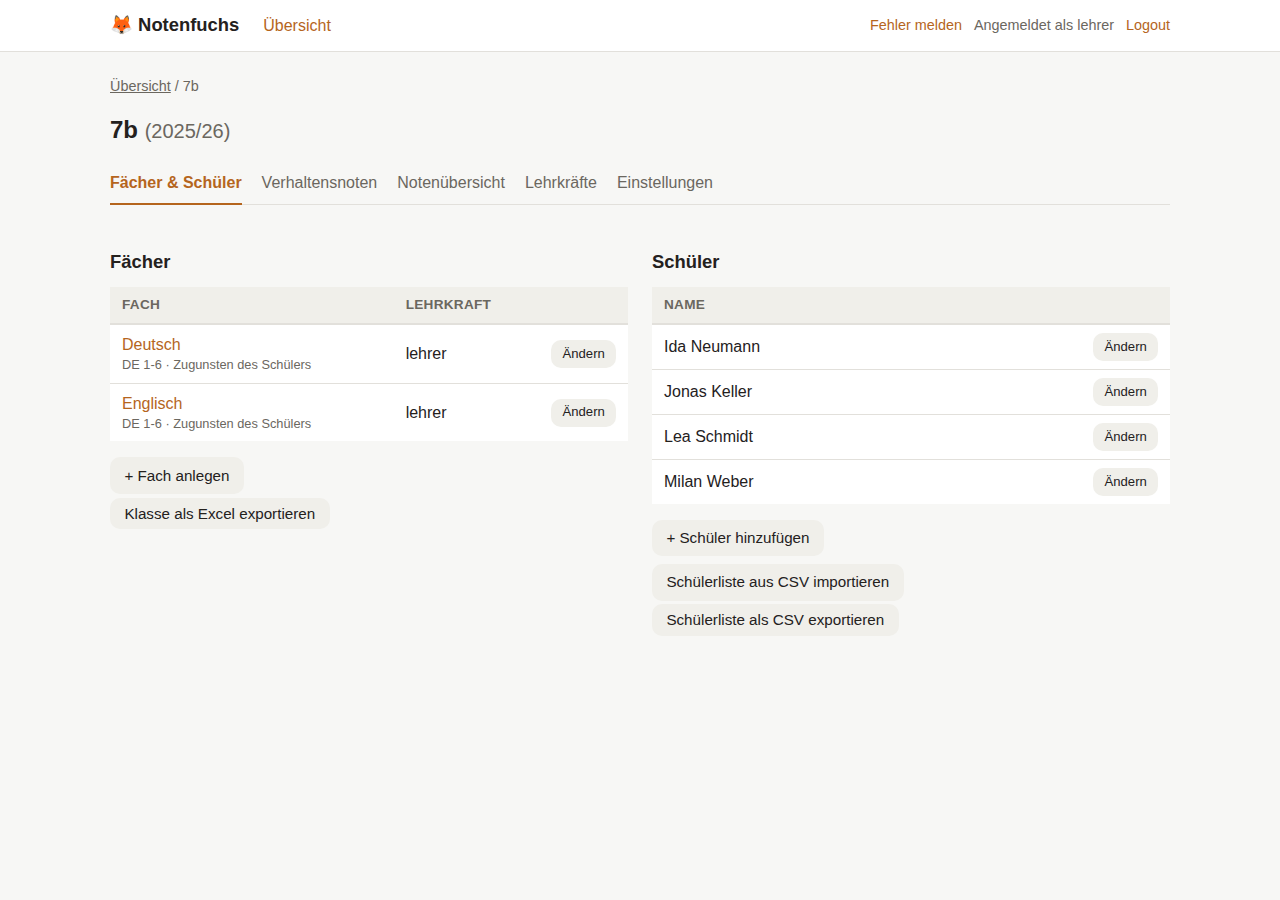 🦊 Notenfuchs Übersicht Fehler melden Angemeldet als lehrer Logout
Übersicht / 7b
7b (2025/26)
Fächer & Schüler Verhaltensnoten Notenübersicht Lehrkräfte Einstellungen
Fächer
FACH LEHRKRAFT
Deutsch
DE 1-6 · Zugunsten des Schülers
lehrer Ändern
Englisch
DE 1-6 · Zugunsten des Schülers
lehrer Ändern
+ Fach anlegen
Klasse als Excel exportieren
Schüler
NAME
Ida Neumann Ändern
Jonas Keller Ändern
Lea Schmidt Ändern
Milan Weber Ändern
+ Schüler hinzufügen
Schülerliste aus CSV importieren
Schülerliste als CSV exportieren